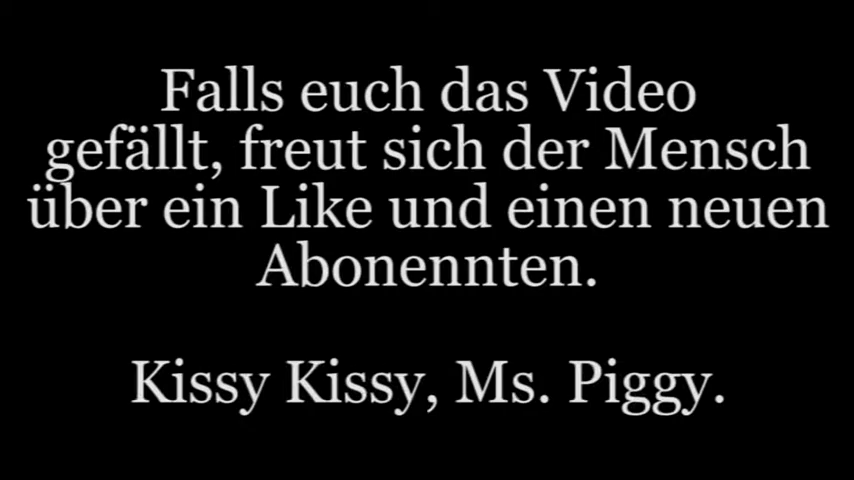 Falls euch das Video
gefällt, freut sich der Mensch
über ein Like und einen neuen
Abonennten.
Kissy Kissy, Ms. Piggy.